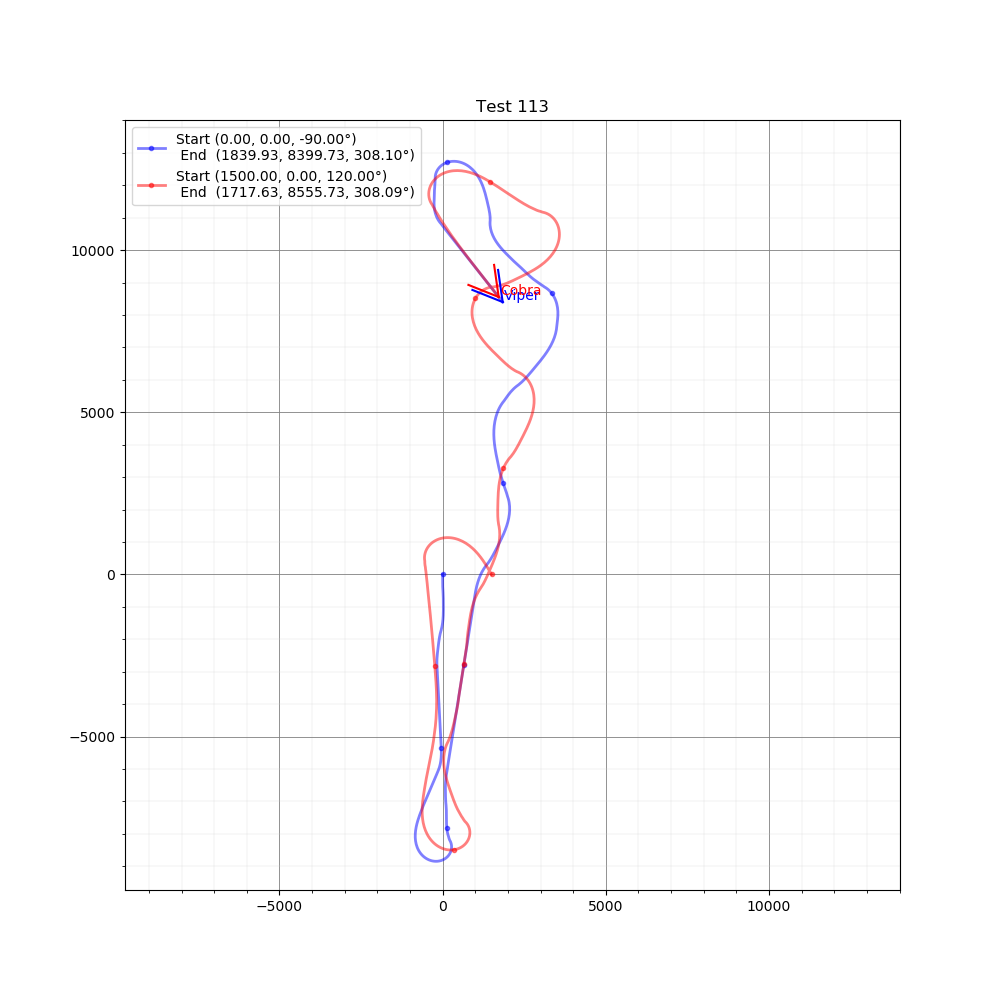 Test 113
Start (0.00, 0.00, -90.00°)
End (1839.93, 8399.73, 308.10°)
Start (1500.00, 0.00, 120.00°)
End (1717.63, 8555.73, 308.09°)
10000
Cobra
Viper
5000
0
−5000
−5000
0
5000
10000